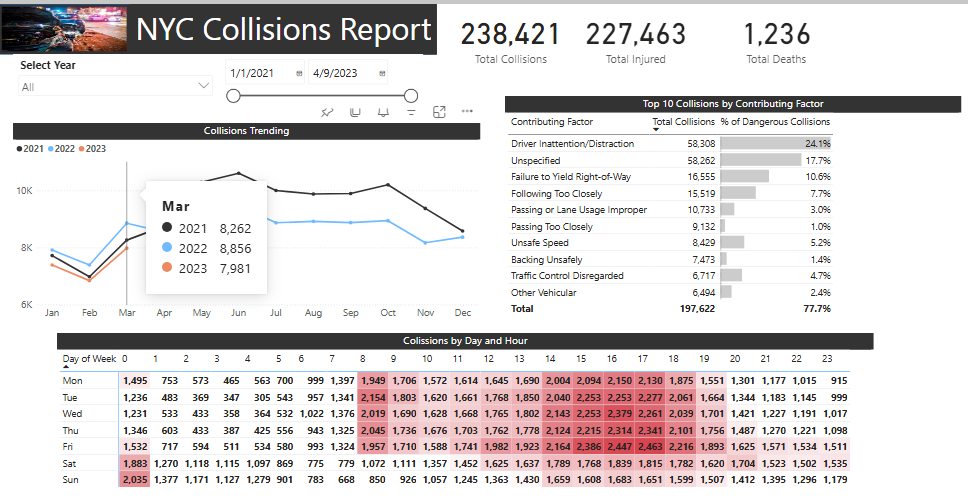 NYC Collisions Report
238,421 227,463 1,236
Total Collisions Total Injured Total Deaths
Select Year
All
1/1/2021 4/9/2023
Collisions Trending
2021 2022 2023
10K
8K
6K
Jan Feb Mar Apr May Jun Jul Aug Sep Oct Nov Dec
Mar
2021 8,262
2022 8,856
2023 7,981
Top 10 Collisions by Contributing Factor
Contributing Factor Total Collisions % of Dangerous Collisions
Driver Inattention/Distraction 58,308 24.1%
Unspecified 58,262 17.7%
Failure to Yield Right-of-Way 16,555 10.6%
Following Too Closely 15,519 7.7%
Passing or Lane Usage Improper 10,733 3.0%
Passing Too Closely 9,132 1.0%
Unsafe Speed 8,429 5.2%
Backing Unsafely 7,473 1.4%
Traffic Control Disregarded 6,717 4.7%
Other Vehicular 6,494 2.4%
Total 197,622 77.7%
Colissions by Day and Hour
Day of Week 0 1 2 3 4 5 6 7 8 9 10 11 12 13 14 15 16 17 18 19 20 21 22 23
Mon 1,495 753 573 465 563 700 999 1,397 1,949 1,706 1,572 1,614 1,645 1,690 2,004 2,094 2,150 2,130 1,875 1,551 1,301 1,177 1,015 915
Tue 1,236 483 369 347 305 543 957 1,341 2,154 1,803 1,620 1,661 1,768 1,850 2,040 2,253 2,253 2,277 2,061 1,664 1,344 1,183 1,145 999
Wed 1,231 533 433 358 364 532 1,022 1,376 2,019 1,690 1,628 1,668 1,765 1,802 2,143 2,253 2,379 2,261 2,039 1,701 1,421 1,227 1,191 1,017
Thu 1,346 603 433 387 425 556 943 1,325 2,045 1,736 1,676 1,703 1,762 1,778 2,124 2,215 2,314 2,341 2,101 1,756 1,487 1,270 1,221 1,098
Fri 1,532 717 594 511 534 580 993 1,324 1,957 1,710 1,588 1,741 1,982 1,923 2,164 2,386 2,447 2,463 2,216 1,893 1,625 1,571 1,534 1,511
Sat 1,883 1,270 1,118 1,115 1,097 869 775 779 1,072 1,111 1,357 1,452 1,625 1,637 1,789 1,768 1,839 1,815 1,782 1,620 1,704 1,523 1,502 1,535
Sun 2,035 1,377 1,171 1,127 1,279 901 783 668 850 926 1,057 1,245 1,363 1,430 1,659 1,608 1,683 1,651 1,599 1,507 1,412 1,395 1,296 1,179